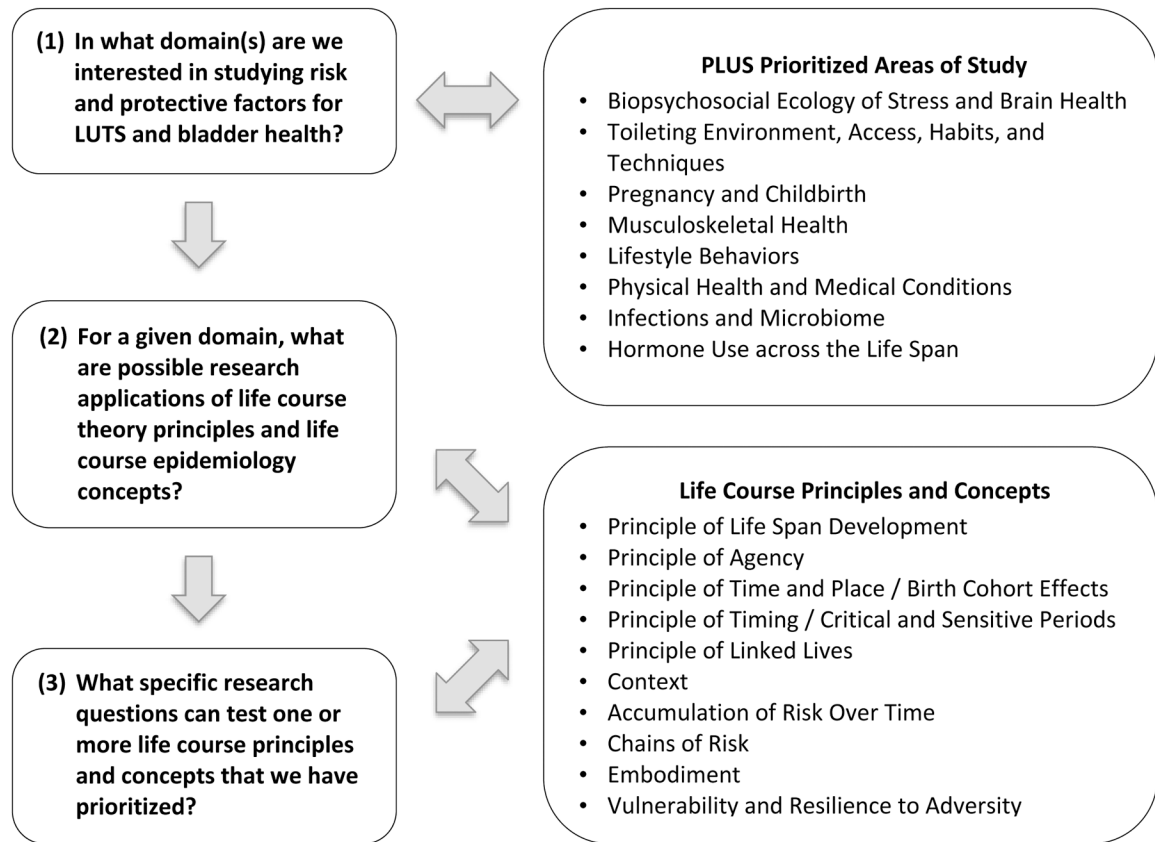 (1) In what domain(s) are we
interested in studying risk
and protective factors for
LUTS and bladder health?
PLUS Prioritized Areas of Study
• Biopsychosocial Ecology of Stress and Brain Health
• Toileting Environment, Access, Habits, and
Techniques
• Pregnancy and Childbirth
• Musculoskeletal Health
• Lifestyle Behaviors
• Physical Health and Medical Conditions
• Infections and Microbiome
• Hormone Use across the Life Span
(2) For a given domain, what
are possible research
applications of life course
theory principles and life
course epidemiology
concepts?
Life Course Principles and Concepts
• Principle of Life Span Development
• Principle of Agency
• Principle of Time and Place / Birth Cohort Effects
• Principle of Timing / Critical and Sensitive Periods
• Principle of Linked Lives
• Context
• Accumulation of Risk Over Time
• Chains of Risk
• Embodiment
• Vulnerability and Resilience to Adversity
(3) What specific research
questions can test one or
more life course principles
and concepts that we have
prioritized?